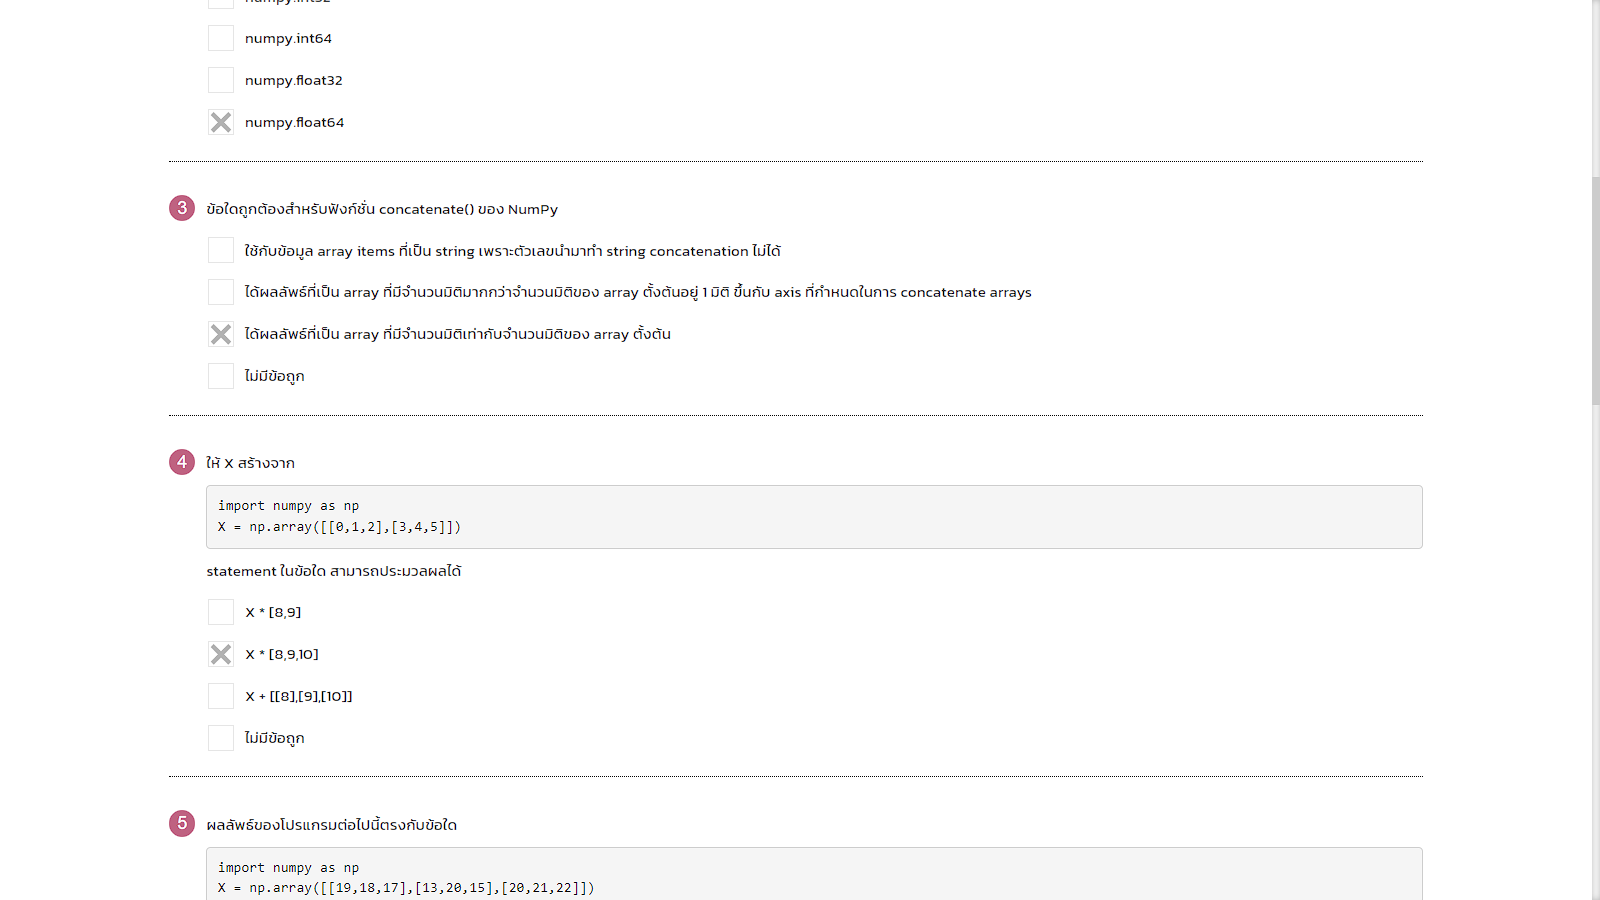 numpy.int64
numpy.float32
numpy.float64
3 ข้อใดถูกต้องสำหรับฟังก์ชั่น concatenate() ของ NumPy
ใช้กับข้อมูล array items ที่เป็น string เพราะตัวเลขนำมาทำ string concatenation ไม่ได้
ได้ผลลัพธ์ที่เป็น array ที่มีจำนวนมิติมากกว่าจำนวนมิติของ array ตั้งต้นอยู่ 1 มิติ ขึ้นกับ axis ที่กำหนดในการ concatenate arrays
ได้ผลลัพธ์ที่เป็น array ที่มีจำนวนมิติเท่ากับจำนวนมิติของ array ตั้งต้น
ไม่มีข้อถูก
4 ให้ X สร้างจาก
import numpy as np
X = np.array([[0,1,2],[3,4,5]])
statement ในข้อใด สามารถประมวลผลได้
X * [8,9]
X * [8,9,10]
X + [[8],[9],[10]]
ไม่มีข้อถูก
5 ผลลัพธ์ของโปรแกรมต่อไปนี้ตรงกับข้อใด
import numpy as np
X = np.array([[19,18,17],[13,20,15],[20,21,22]])